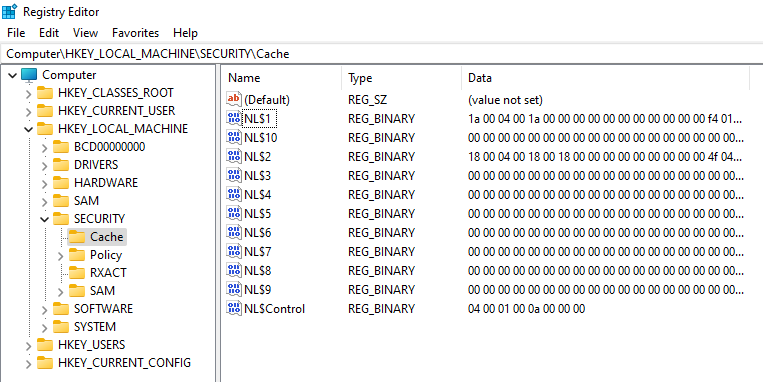 Registry Editor
File Edit View Favorites Help
Computer\HKEY_LOCAL_MACHINE\SECURITY\Cache
Computer
HKEY_CLASSES_ROOT
HKEY_CURRENT_USER
HKEY_LOCAL_MACHINE
BCD00000000
DRIVERS
HARDWARE
SAM
SECURITY
Cache
Policy
RXACT
SAM
SOFTWARE
SYSTEM
HKEY_USERS
HKEY_CURRENT_CONFIG
Name Type Data
(Default) REG_SZ (value not set)
NL$1 REG_BINARY 1a 00 04 00 1a 00 00 00 00 00 00 00 00 00 00 00 f4 01...
NL$10 REG_BINARY 00 00 00 00 00 00 00 00 00 00 00 00 00 00 00 00 00 00...
NL$2 REG_BINARY 18 00 04 00 18 00 18 00 00 00 00 00 00 00 00 00 4f 04...
NL$3 REG_BINARY 00 00 00 00 00 00 00 00 00 00 00 00 00 00 00 00 00 00...
NL$4 REG_BINARY 00 00 00 00 00 00 00 00 00 00 00 00 00 00 00 00 00 00...
NL$5 REG_BINARY 00 00 00 00 00 00 00 00 00 00 00 00 00 00 00 00 00 00...
NL$6 REG_BINARY 00 00 00 00 00 00 00 00 00 00 00 00 00 00 00 00 00 00...
NL$7 REG_BINARY 00 00 00 00 00 00 00 00 00 00 00 00 00 00 00 00 00 00...
NL$8 REG_BINARY 00 00 00 00 00 00 00 00 00 00 00 00 00 00 00 00 00 00...
NL$9 REG_BINARY 00 00 00 00 00 00 00 00 00 00 00 00 00 00 00 00 00 00...
NL$Control REG_BINARY 04 00 01 00 0a 00 00 00